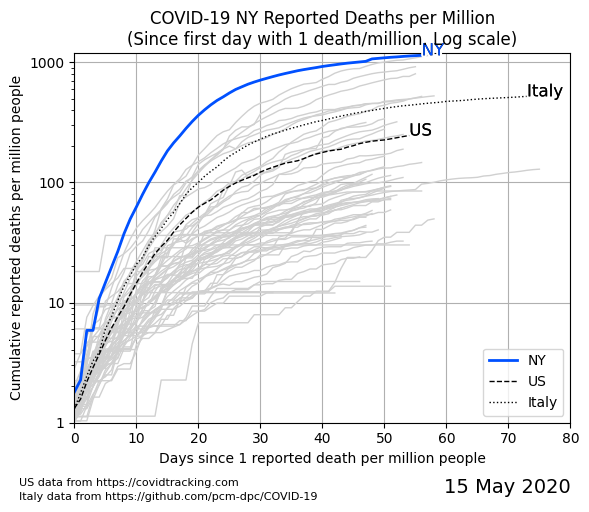 COVID-19 NY Reported Deaths per Million
(Since first day with 1 death/million, Log scale)
NY
Italy
US
1000
100
10
1
Cumulative reported deaths per million people
NY
US
Italy
0 10 20 30 40 50 60 70 80
Days since 1 reported death per million people
US data from https://covidtracking.com
Italy data from https://github.com/pcm-dpc/COVID-19
15 May 2020